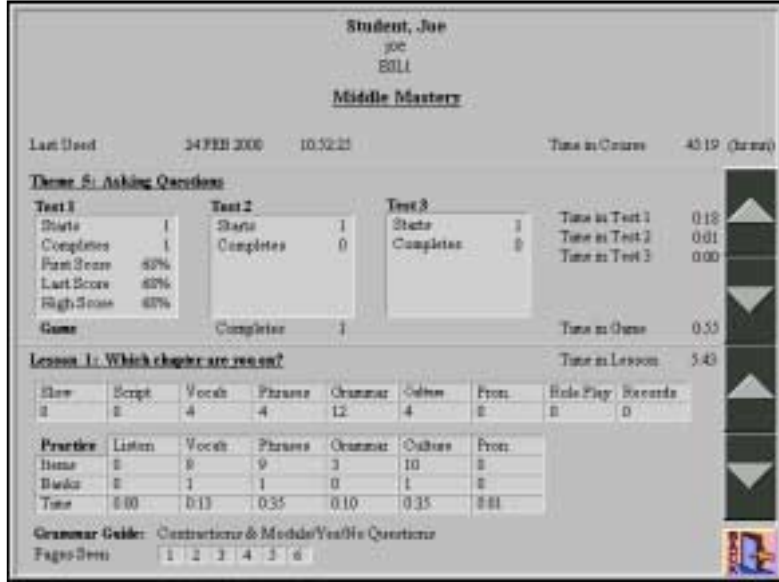 Student, Joe
joe
Middle Mastery
Last Used 24 FEB 2000 10:52:25 Time in Course 45:19 (hr:mn)
Theme 5: Asking Questions
Test 1 Test 2 Test 3
Starts 1 Starts 1 Starts 1 Time in Test 1 0:18
Completes 1 Completes 0 Completes 0 Time in Test 2 0:01
First Score Time in Test 3 0:00
Last Score
High Score
Game Completes 1 Time in Game 0:55
Lesson 1: Which chapter are you on? Time in Lesson 5:43
Show Script Vocab Phrases Grammar Culture Pron. Role Play Records
0 0 4 4 12 4 0 0 0
Practice Listen Vocab Phrases Grammar Culture Pron.
Items 0 8 9 3 10 0
Banks 0 1 1 0 1 0
Time 0:00 0:13 0:35 0:10 0:35 0:01
Grammar Guide: Contractions & Modals/Yes/No Questions
Pages Seen 1 2 3 4 5 6